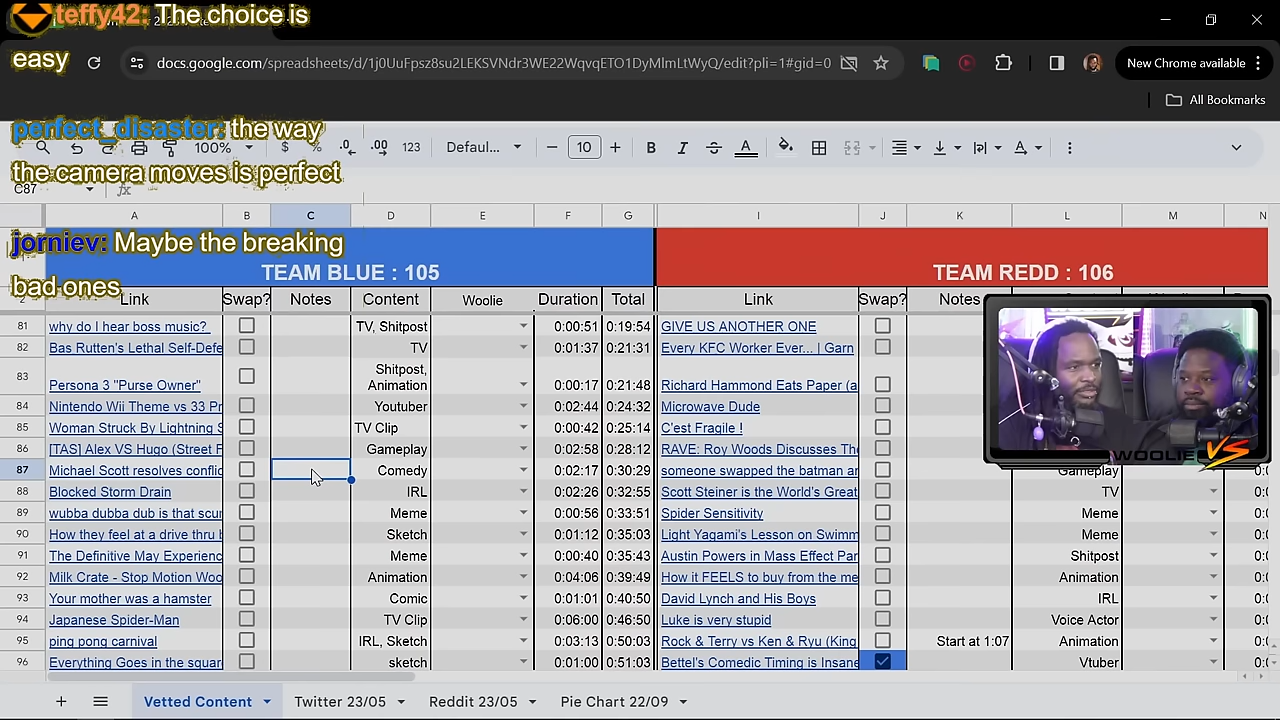 teffy42: The choice is
easy
docs.google.com/spreadsheets/d/1j0UuFpsz8su2LEKSVNdr3WE22WqvqETO1DyMlmLtWyQ/edit?pli=1#gid=0
New Chrome available
All Bookmarks
perfect_disaster: the way
the camera moves is perfect
100%
$ % .0 .00 123
Defaul...
10
B I A
C87
fx
A B C D E F G I J K L M N
jorniev: Maybe the breaking
bad ones
TEAM BLUE : 105
TEAM REDD : 106
2 Link Swap? Notes Content Woolie Duration Total Link Swap? Notes
81 why do I hear boss music? TV, Shitpost 0:00:51 0:19:54 GIVE US ANOTHER ONE
82 Bas Rutten's Lethal Self-Defe TV 0:01:37 0:21:31 Every KFC Worker Ever... | Garn
83 Persona 3 "Purse Owner" Shitpost, Animation 0:00:17 0:21:48 Richard Hammond Eats Paper (a
84 Nintendo Wii Theme vs 33 Pr Youtuber 0:02:44 0:24:32 Microwave Dude
85 Woman Struck By Lightning S TV Clip 0:00:42 0:25:14 C'est Fragile !
86 [TAS] Alex VS Hugo (Street F Gameplay 0:02:58 0:28:12 RAVE: Roy Woods Discusses The
87 Michael Scott resolves conflic Comedy 0:02:17 0:30:29 someone swapped the batman ar Gameplay
88 Blocked Storm Drain IRL 0:02:26 0:32:55 Scott Steiner is the World's Great TV 0:
89 wubba dubba dub is that scur Meme 0:00:56 0:33:51 Spider Sensitivity Meme 0:
90 How they feel at a drive thru b Sketch 0:01:12 0:35:03 Light Yagami's Lesson on Swimm Meme 0:
91 The Definitive May Experienc Meme 0:00:40 0:35:43 Austin Powers in Mass Effect Par Shitpost 0:
92 Milk Crate - Stop Motion Woo Animation 0:04:06 0:39:49 How it FEELS to buy from the me Animation 0:
93 Your mother was a hamster Comic 0:01:01 0:40:50 David Lynch and His Boys IRL 0:
94 Japanese Spider-Man TV Clip 0:06:00 0:46:50 Luke is very stupid Voice Actor 0:
95 ping pong carnival IRL, Sketch 0:03:13 0:50:03 Rock & Terry vs Ken & Ryu (King Start at 1:07 Animation 0:
96 Everything Goes in the squar sketch 0:01:00 0:51:03 Bettel's Comedic Timing is Insane Vtuber 0:
WOOLIE VS
Vetted Content Twitter 23/05 Reddit 23/05 Pie Chart 22/09